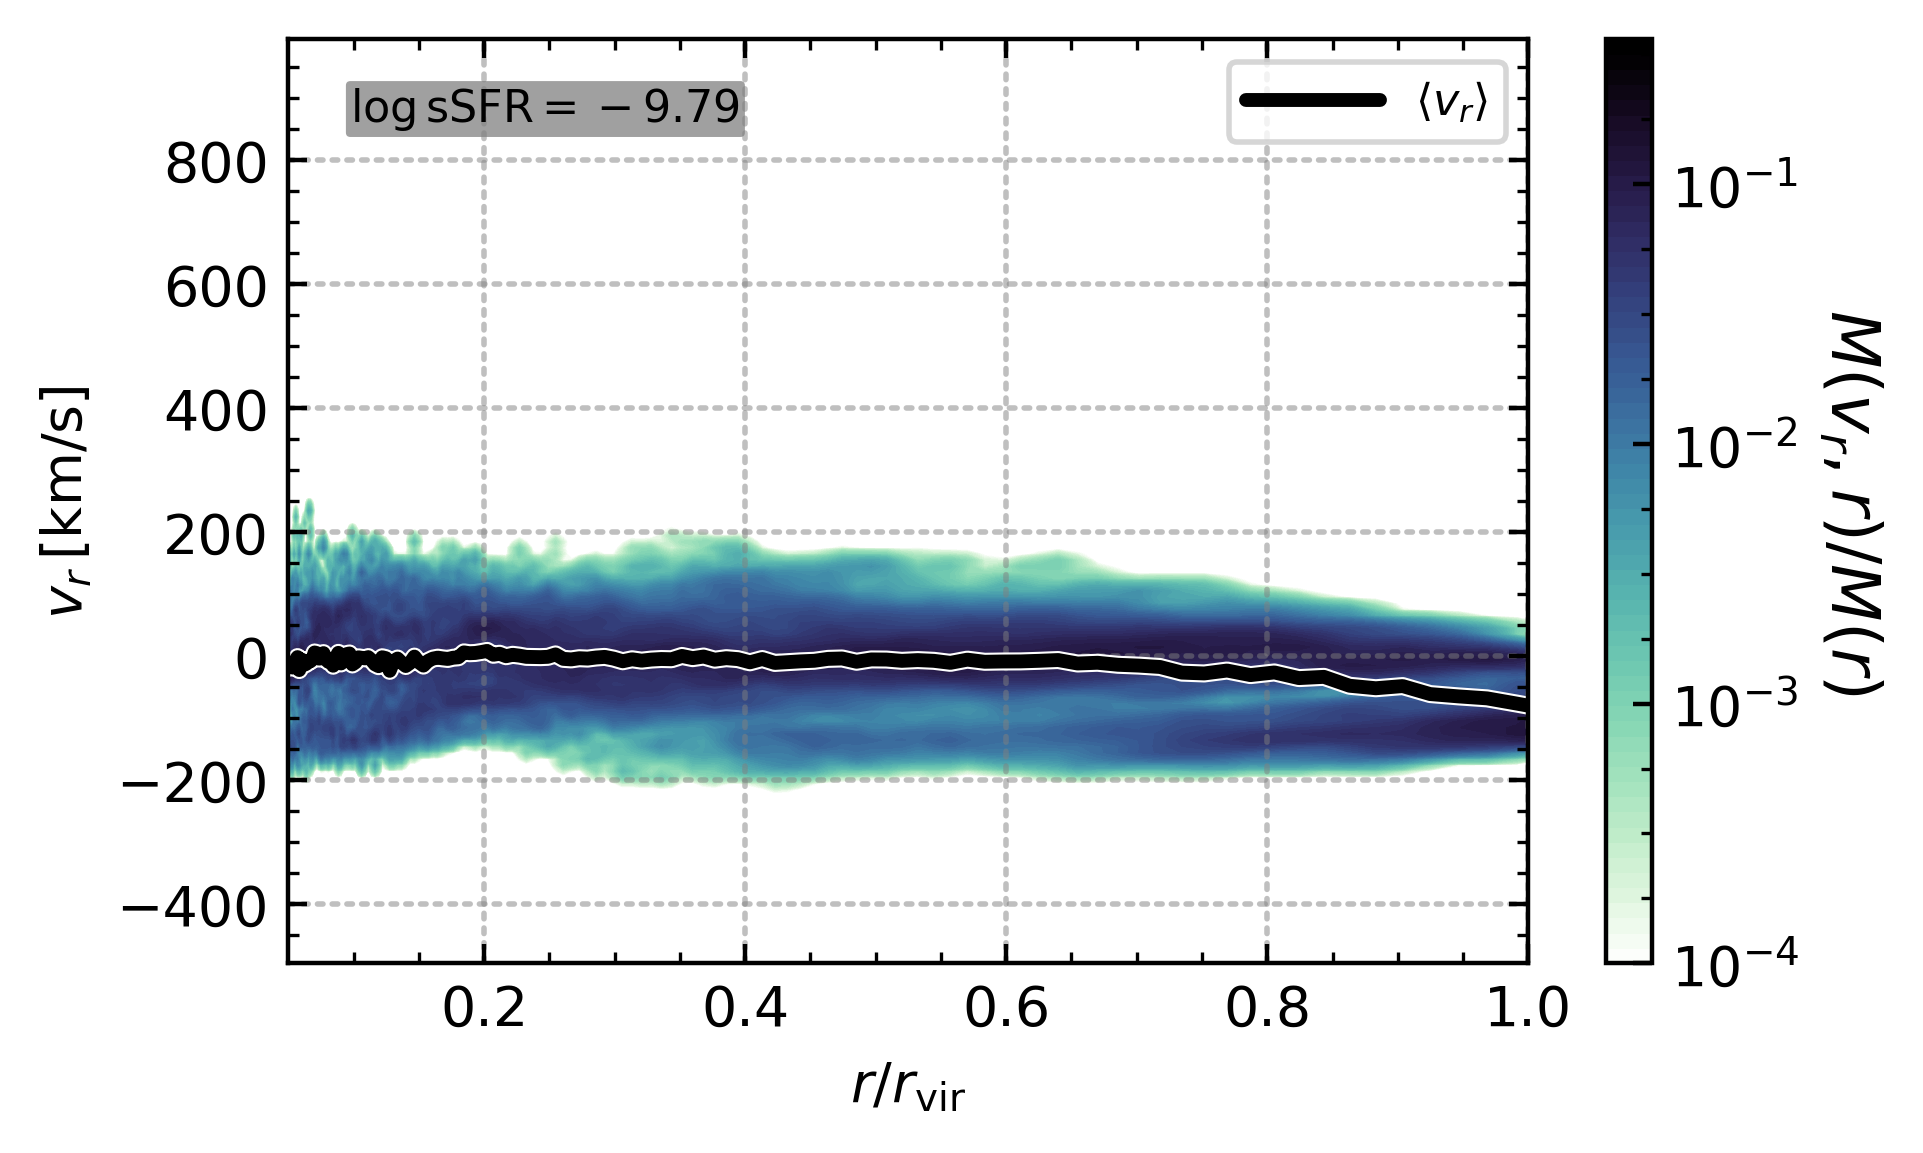 log sSFR = −9.79
⟨v_r⟩
v_r [km/s]
800
600
400
200
0
−200
−400
0.2 0.4 0.6 0.8 1.0
r/r_vir
10^−1
10^−2
10^−3
10^−4
M(v_r, r)/M(r)